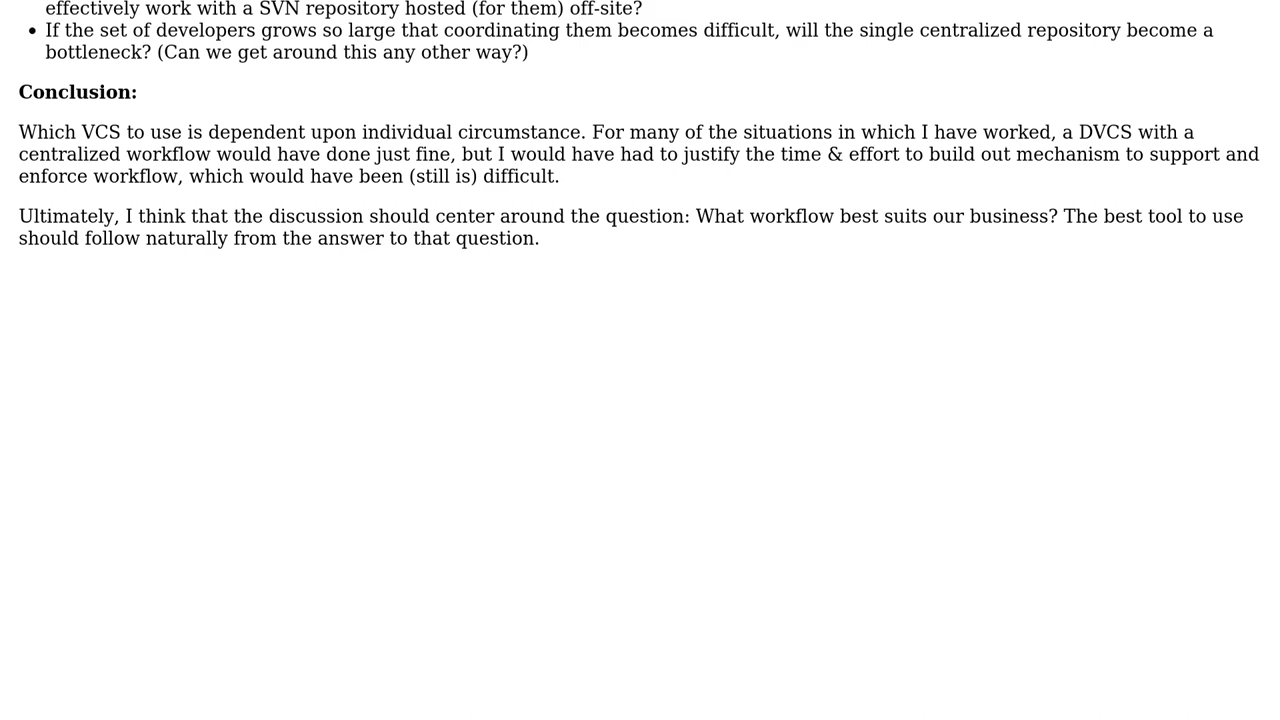 effectively work with a SVN repository hosted (for them) off-site?
• If the set of developers grows so large that coordinating them becomes difficult, will the single centralized repository become a
bottleneck? (Can we get around this any other way?)
Conclusion:
Which VCS to use is dependent upon individual circumstance. For many of the situations in which I have worked, a DVCS with a
centralized workflow would have done just fine, but I would have had to justify the time & effort to build out mechanism to support and
enforce workflow, which would have been (still is) difficult.
Ultimately, I think that the discussion should center around the question: What workflow best suits our business? The best tool to use
should follow naturally from the answer to that question.